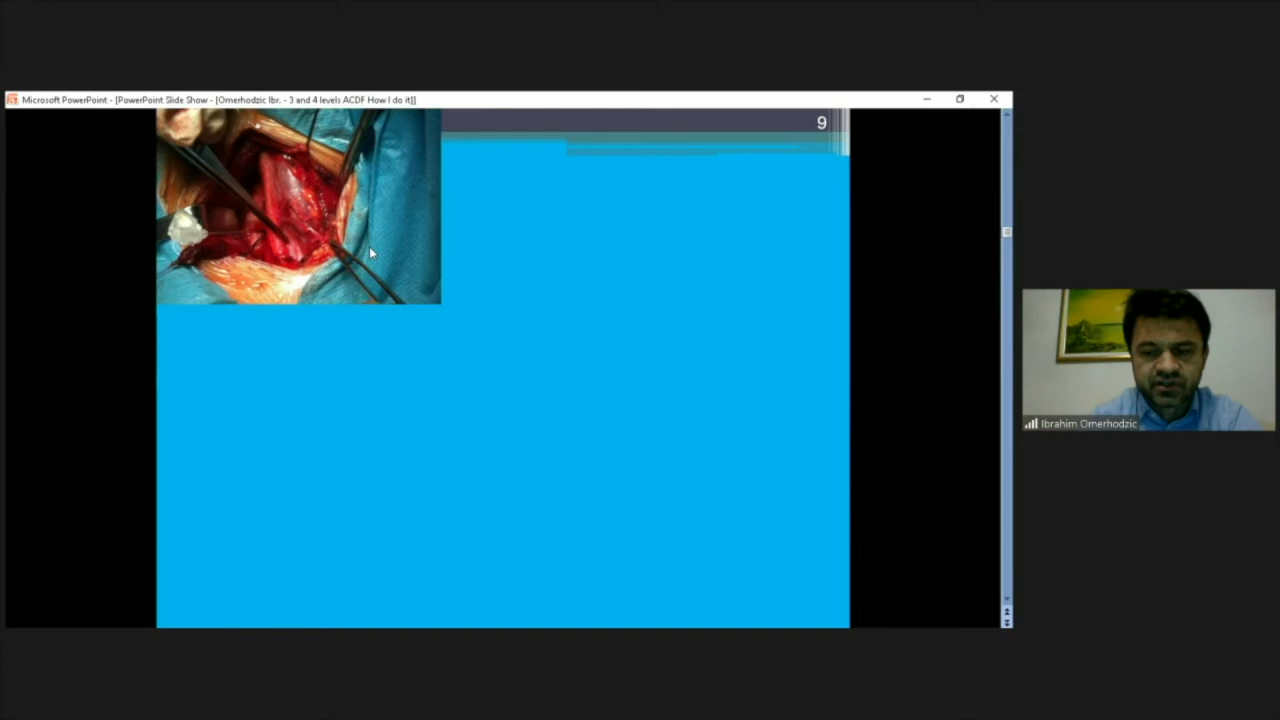 Microsoft PowerPoint - [PowerPoint Slide Show - [Omerhodzic Ibr. - 3 and 4 levels ACDF How I do it]]
9
Ibrahim Omerhodzic